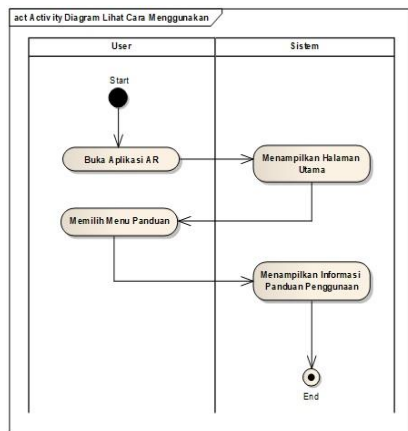 act Activity Diagram Lihat Cara Menggunakan
User
Sistem
Start
Buka Aplikasi AR
Menampilkan Halaman
Utama
Memilih Menu Panduan
Menampilkan Informasi
Panduan Penggunaan
End